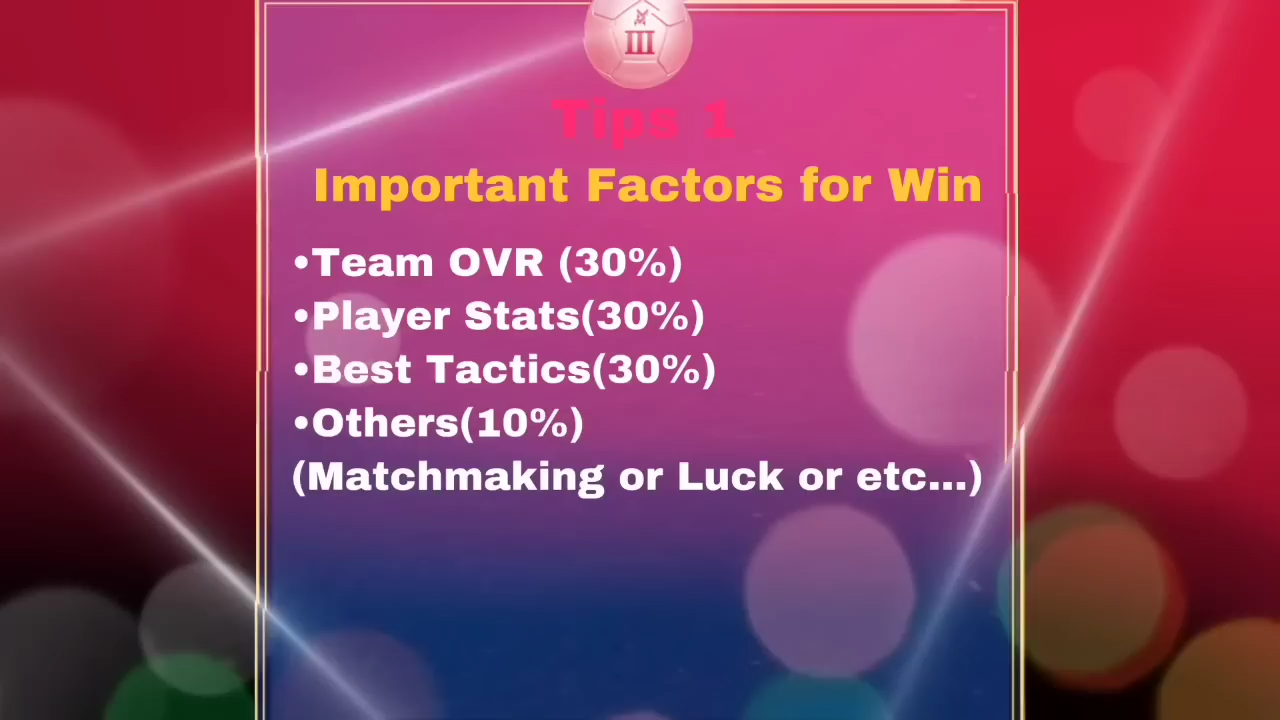 III
Tips 1
Important Factors for Win
•Team OVR (30%)
•Player Stats(30%)
•Best Tactics(30%)
•Others(10%)
(Matchmaking or Luck or etc...)